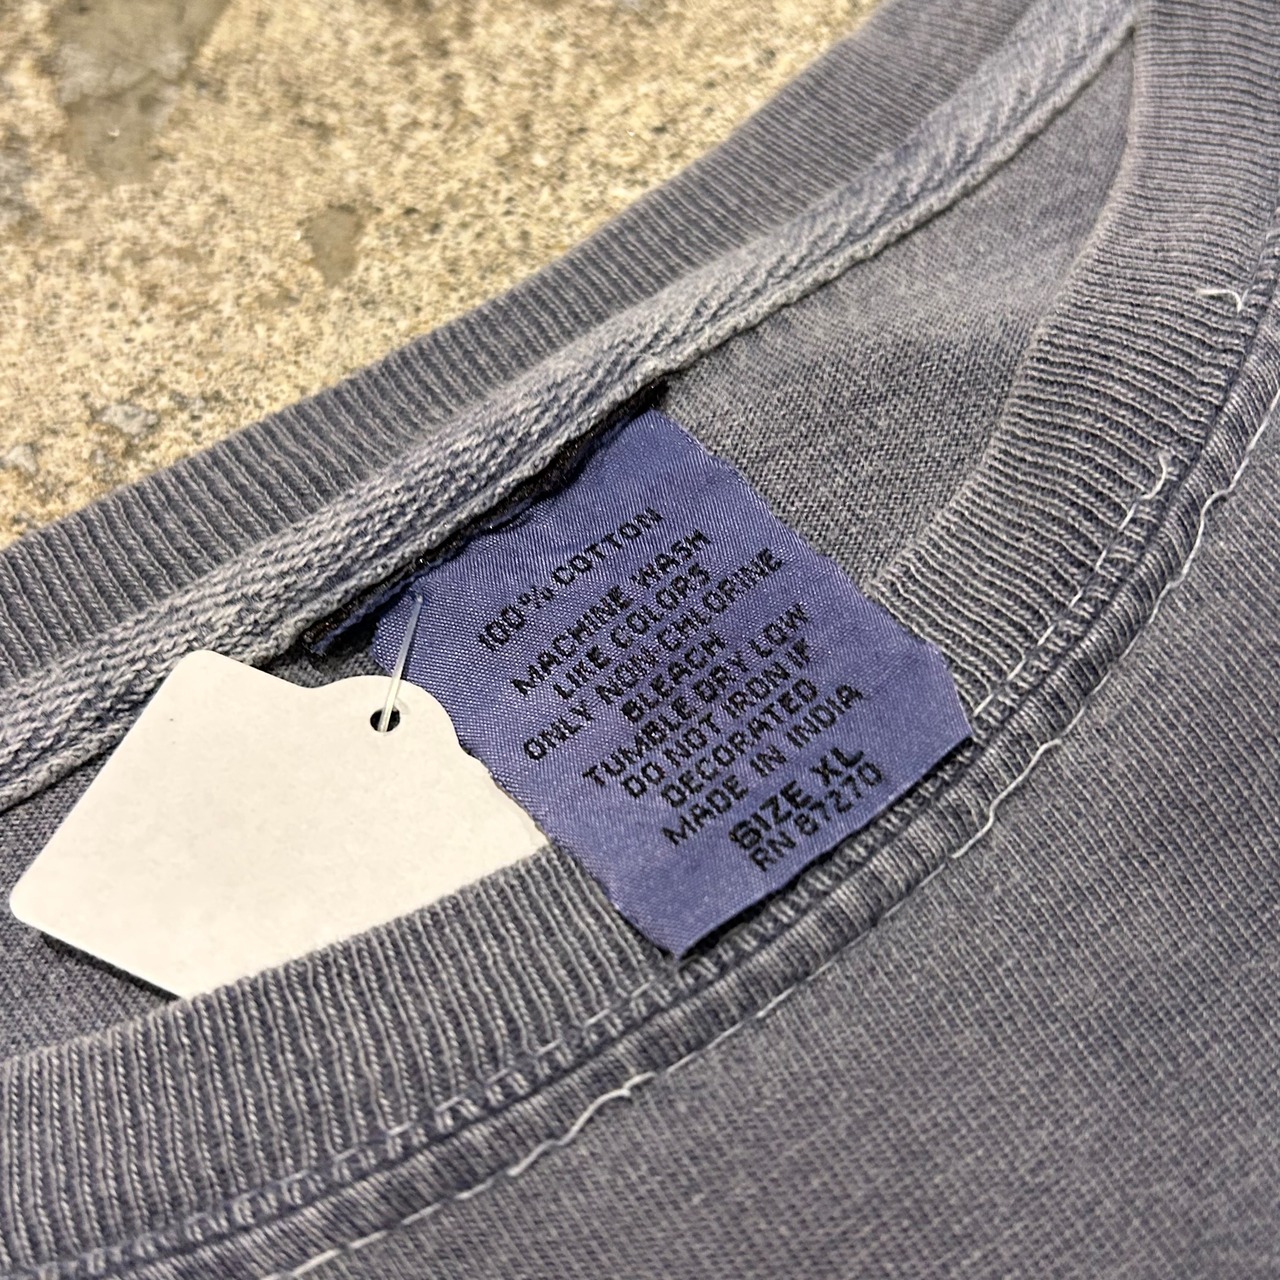 100% COTTON
MACHINE WASH
LIKE COLORS
ONLY NON-CHLORINE
BLEACH
TUMBLE DRY LOW
DO NOT IRON IF
DECORATED
MADE IN INDIA
SIZE XL
RN 87270